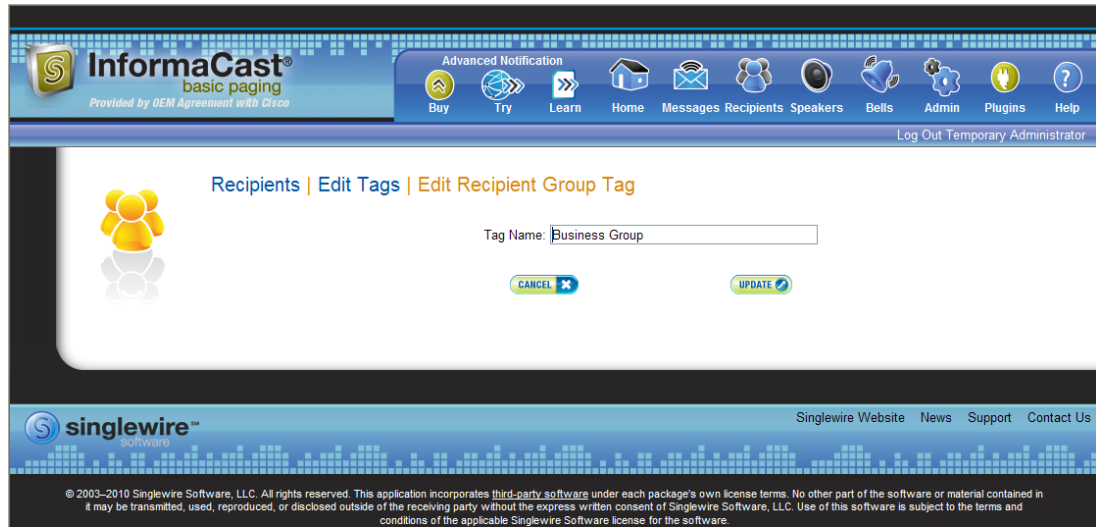 InformaCast®
basic paging
Provided by OEM Agreement with Cisco
Advanced Notification
Buy Try Learn Home Messages Recipients Speakers Bells Admin Plugins Help
Log Out Temporary Administrator
Recipients | Edit Tags | Edit Recipient Group Tag
Tag Name: Business Group
CANCEL UPDATE
Singlewire Website News Support Contact Us
singlewire℠
software
© 2003–2010 Singlewire Software, LLC. All rights reserved. This application incorporates third-party software under each package's own license terms. No other part of the software or material contained in
it may be transmitted, used, reproduced, or disclosed outside of the receiving party without the express written consent of Singlewire Software, LLC. Use of this software is subject to the terms and
conditions of the applicable Singlewire Software license for the software.